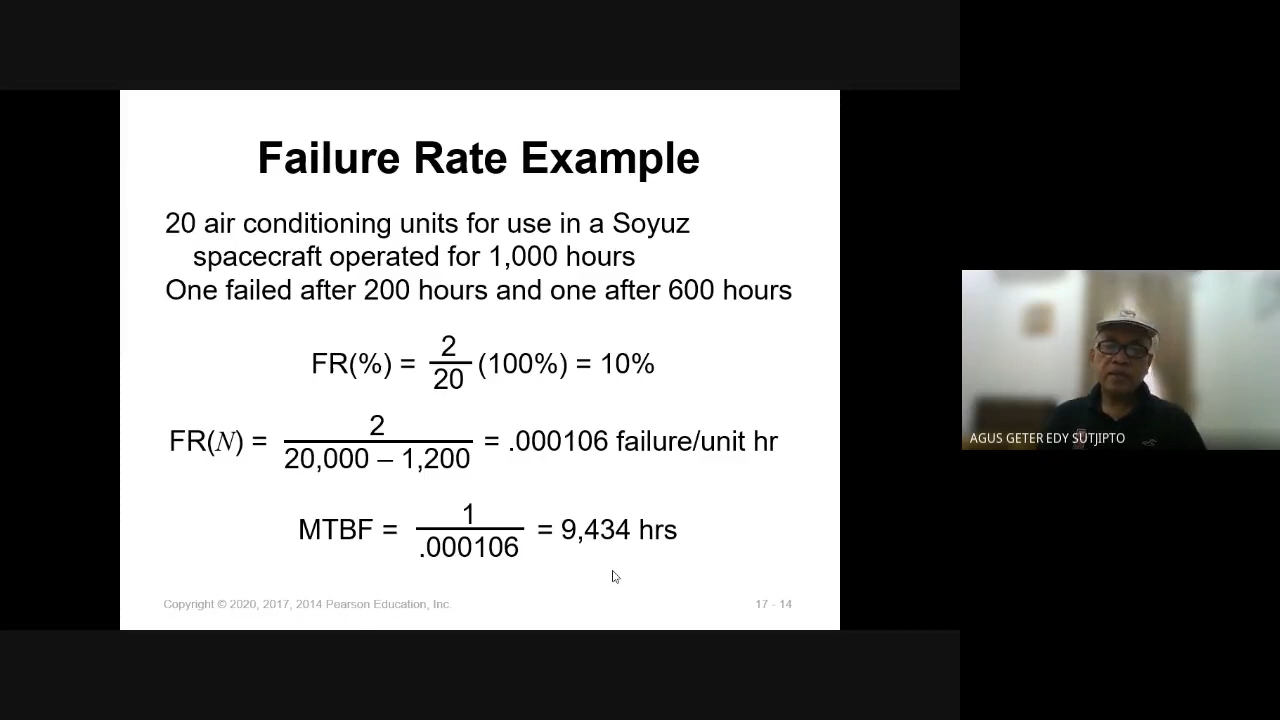 Failure Rate Example
20 air conditioning units for use in a Soyuz
spacecraft operated for 1,000 hours
One failed after 200 hours and one after 600 hours
FR(%) = 2/20 (100%) = 10%
FR(N) = 2/(20,000 – 1,200) = .000106 failure/unit hr
MTBF = 1/.000106 = 9,434 hrs
Copyright © 2020, 2017, 2014 Pearson Education, Inc.
17 - 14
AGUS GETER EDY SUTJIPTO